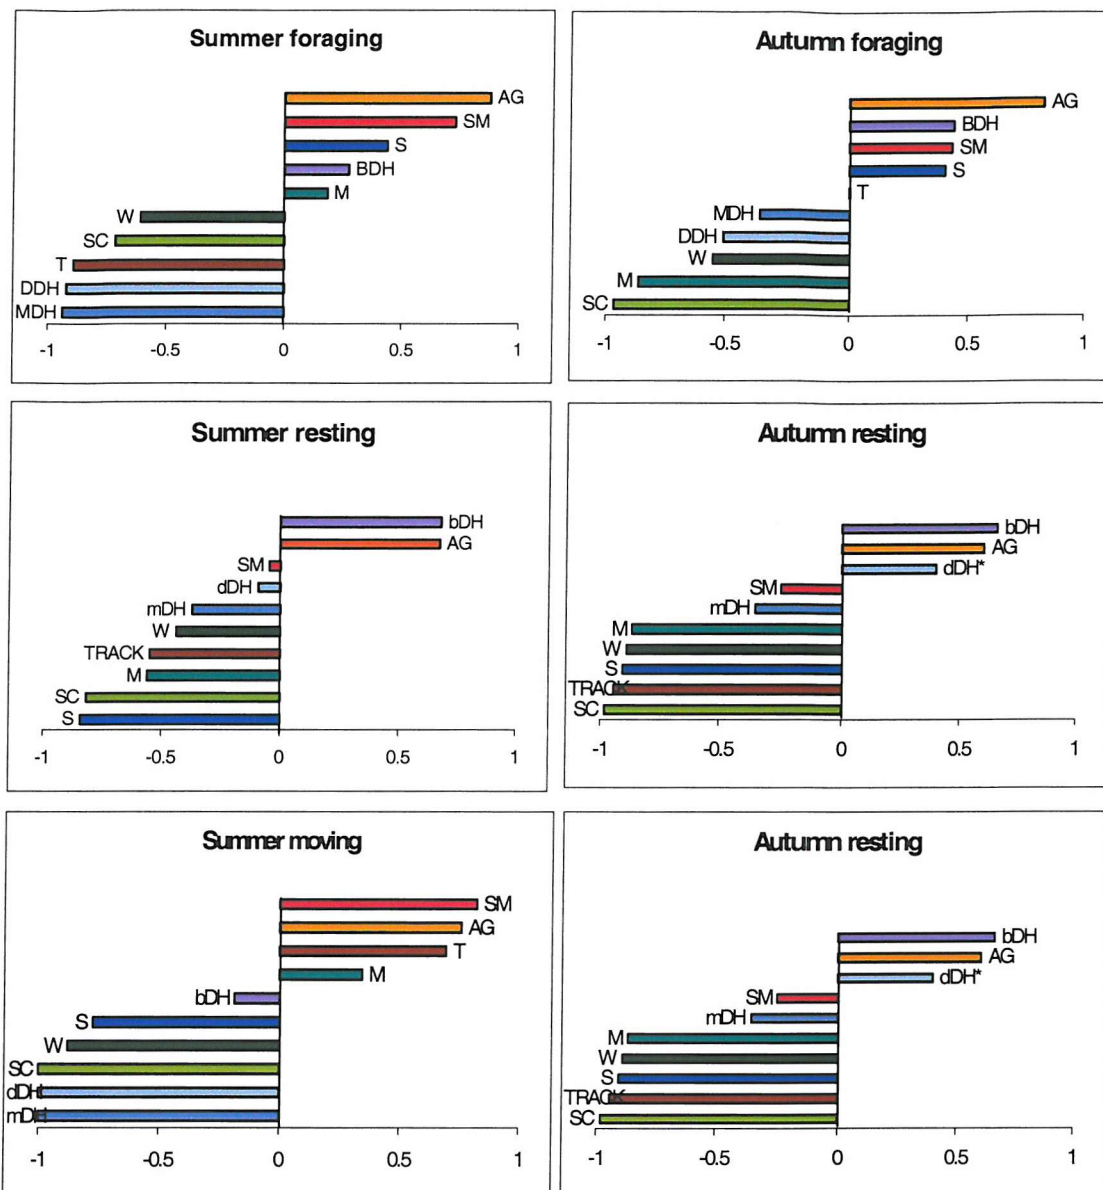 Summer foraging
AG
SM
S
BDH
M
W
SC
T
DDH
MDH
-1 -0.5 0 0.5 1
Autumn foraging
AG
BDH
SM
S
T
MDH
DDH
W
M
SC
-1 -0.5 0 0.5 1
Summer resting
bDH
AG
SM
dDH
mDH
W
TRACK
M
SC
S
-1 -0.5 0 0.5 1
Autumn resting
bDH
AG
dDH*
SM
mDH
M
W
S
TRACK
SC
-1 -0.5 0 0.5 1
Summer moving
SM
AG
T
M
bDH
S
W
SC
dDH
mDH
-1 -0.5 0 0.5 1
Autumn resting
bDH
AG
dDH*
SM
mDH
M
W
S
TRACK
SC
-1 -0.5 0 0.5 1